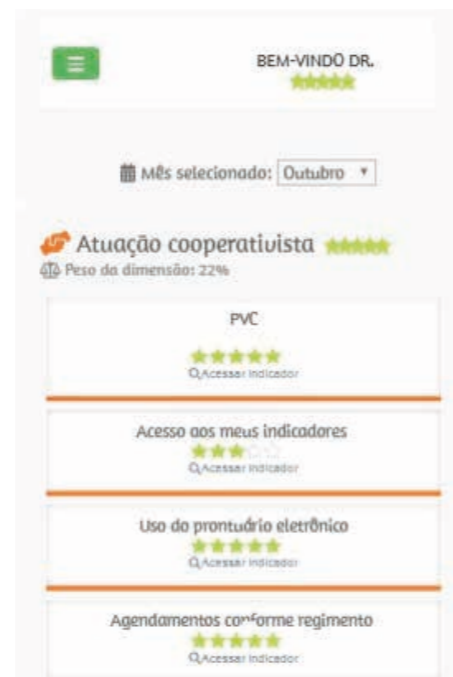 BEM-VINDO DR.
Mês selecionado: Outubro
Atuação cooperativista
Peso da dimensão: 22%
PVC
Acessar indicador
Acesso aos meus indicadores
Acessar indicador
Uso do prontuário eletrônico
Acessar indicador
Agendamentos conforme regimento
Acessar indicador